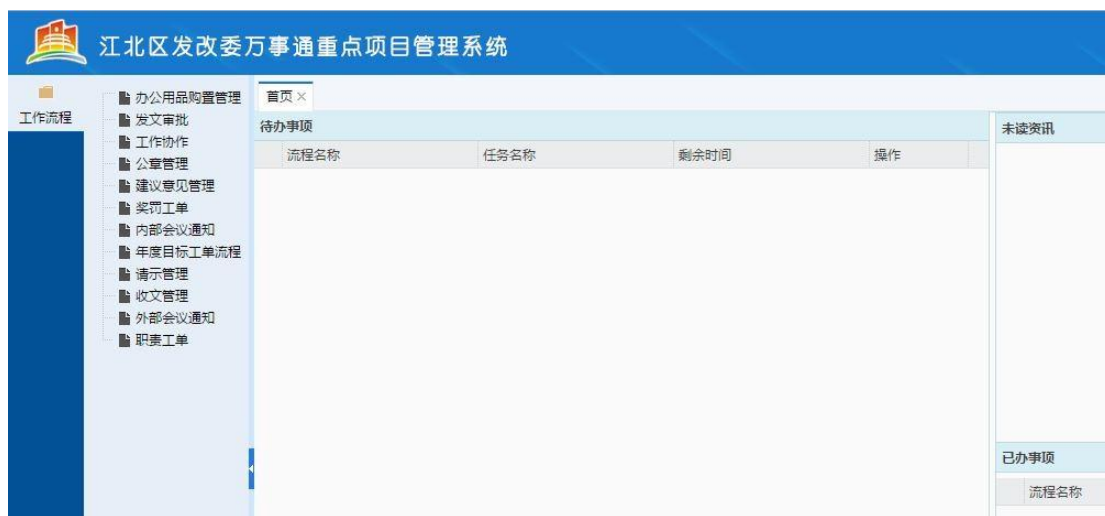 江北区发改委万事通重点项目管理系统
工作流程
办公用品购置管理
发文审批
工作协作
公章管理
建议意见管理
奖罚工单
内部会议通知
年度目标工单流程
请示管理
收文管理
外部会议通知
职责工单
首页×
待办事项
流程名称 任务名称 剩余时间 操作
未读资讯
已办事项
流程名称